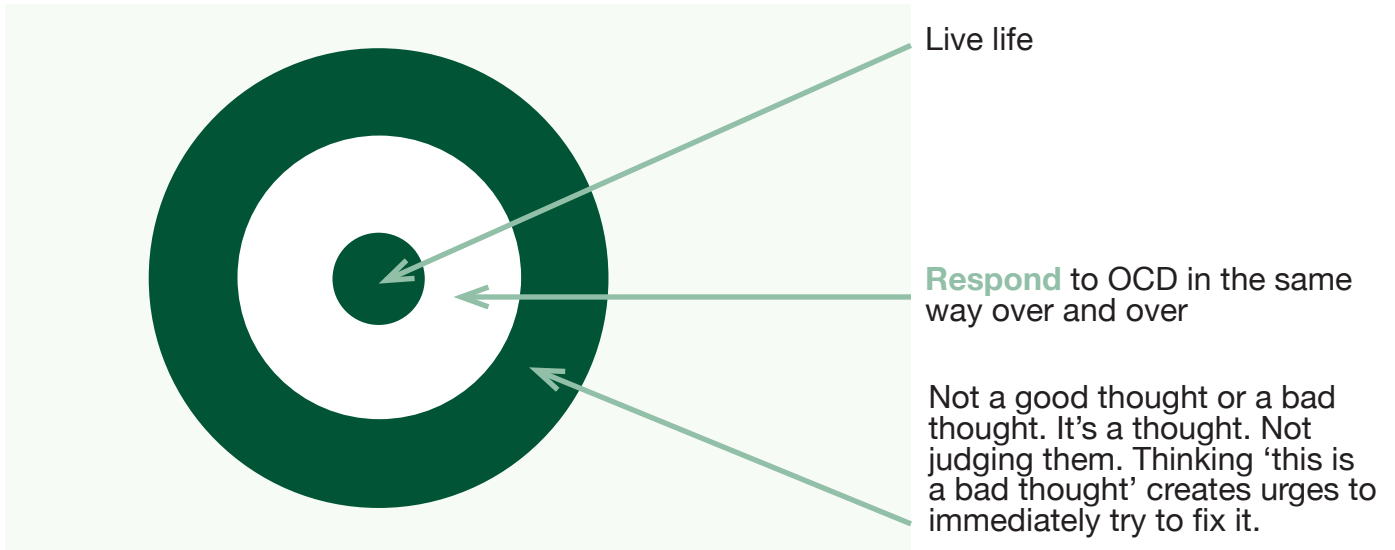 Live life
Respond to OCD in the same
way over and over
Not a good thought or a bad
thought. It’s a thought. Not
judging them. Thinking ‘this is
a bad thought’ creates urges to
immediately try to fix it.